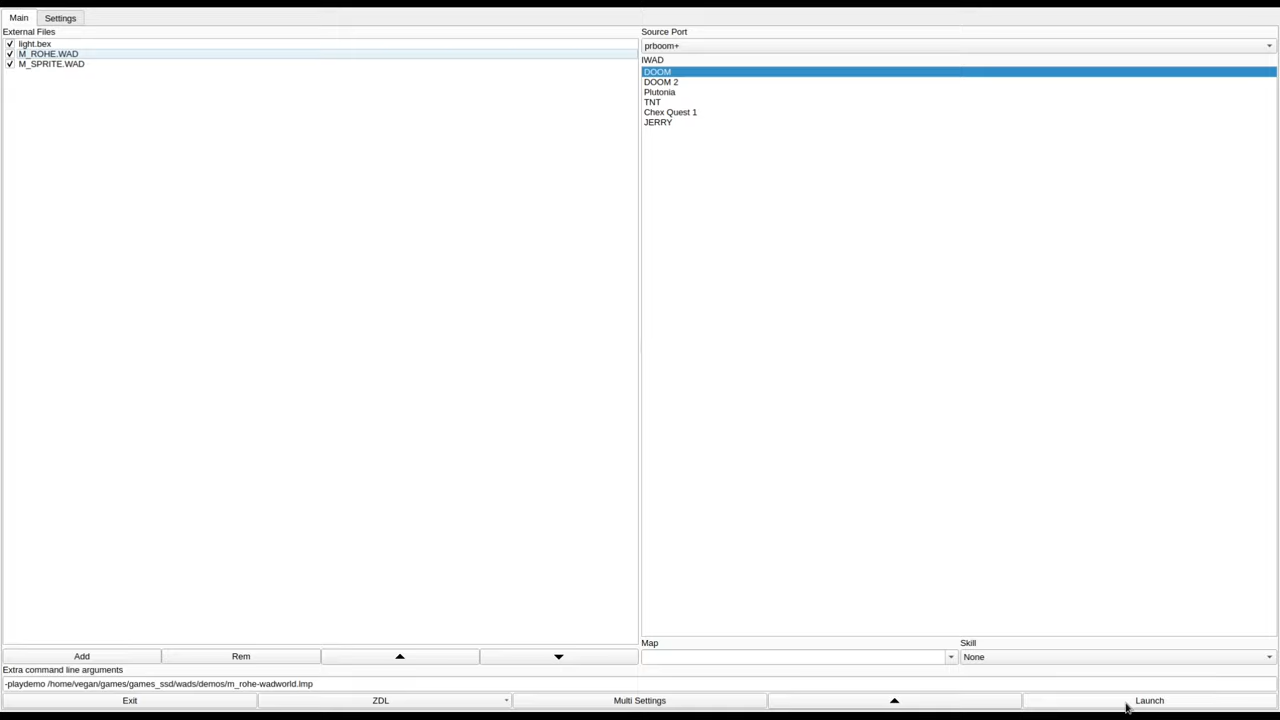 Main
Settings
External Files
light.bex
M_ROHE.WAD
M_SPRITE.WAD
Source Port
prboom+
IWAD
DOOM
DOOM 2
Plutonia
TNT
Chex Quest 1
JERRY
Map
Skill
None
Add
Rem
Extra command line arguments
-playdemo /home/vegan/games/games_ssd/wads/demos/m_rohe-wadworld.lmp
Exit
ZDL
Multi Settings
Launch